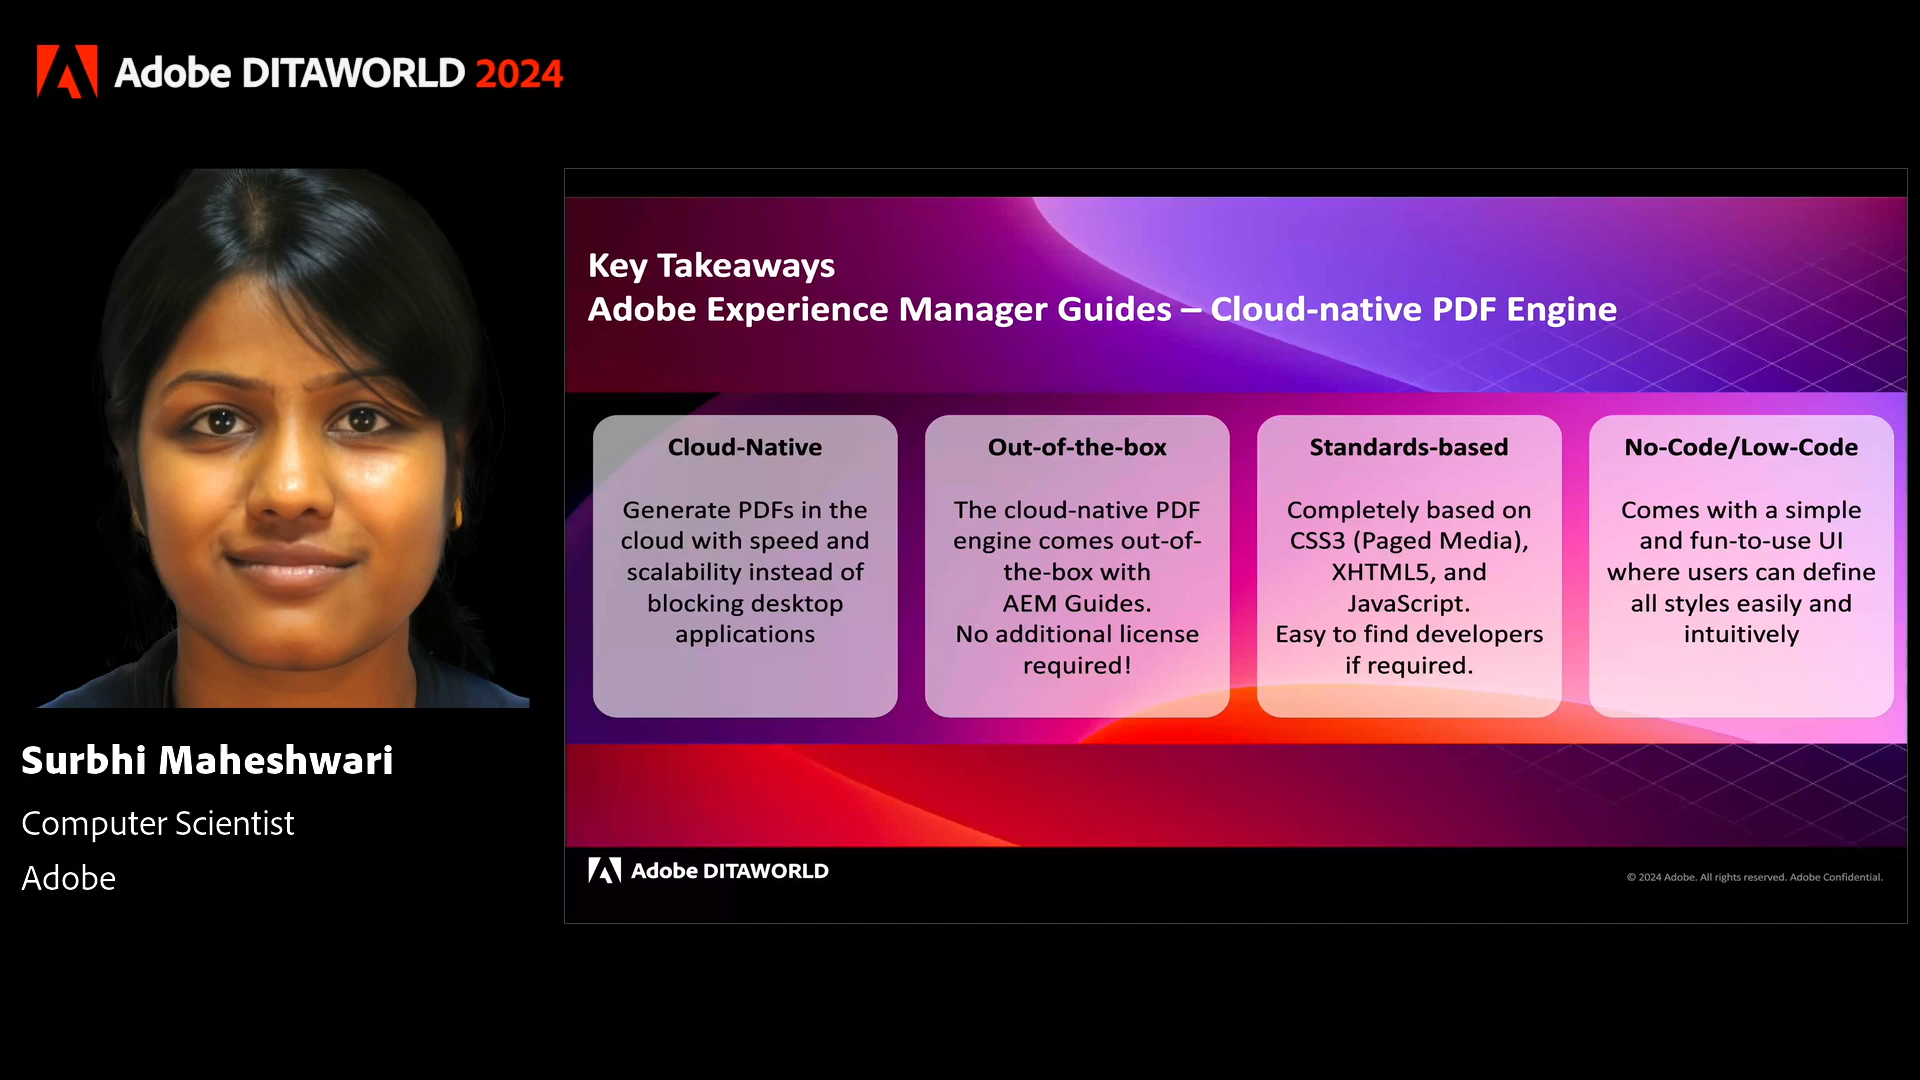 Adobe DITAWORLD 2024
Key Takeaways
Adobe Experience Manager Guides – Cloud-native PDF Engine
Cloud-Native
Generate PDFs in the
cloud with speed and
scalability instead of
blocking desktop
applications
Out-of-the-box
The cloud-native PDF
engine comes out-of-
the-box with
AEM Guides.
No additional license
required!
Standards-based
Completely based on
CSS3 (Paged Media),
XHTML5, and
JavaScript.
Easy to find developers
if required.
No-Code/Low-Code
Comes with a simple
and fun-to-use UI
where users can define
all styles easily and
intuitively
Adobe DITAWORLD
© 2024 Adobe. All rights reserved. Adobe Confidential.
Surbhi Maheshwari
Computer Scientist
Adobe